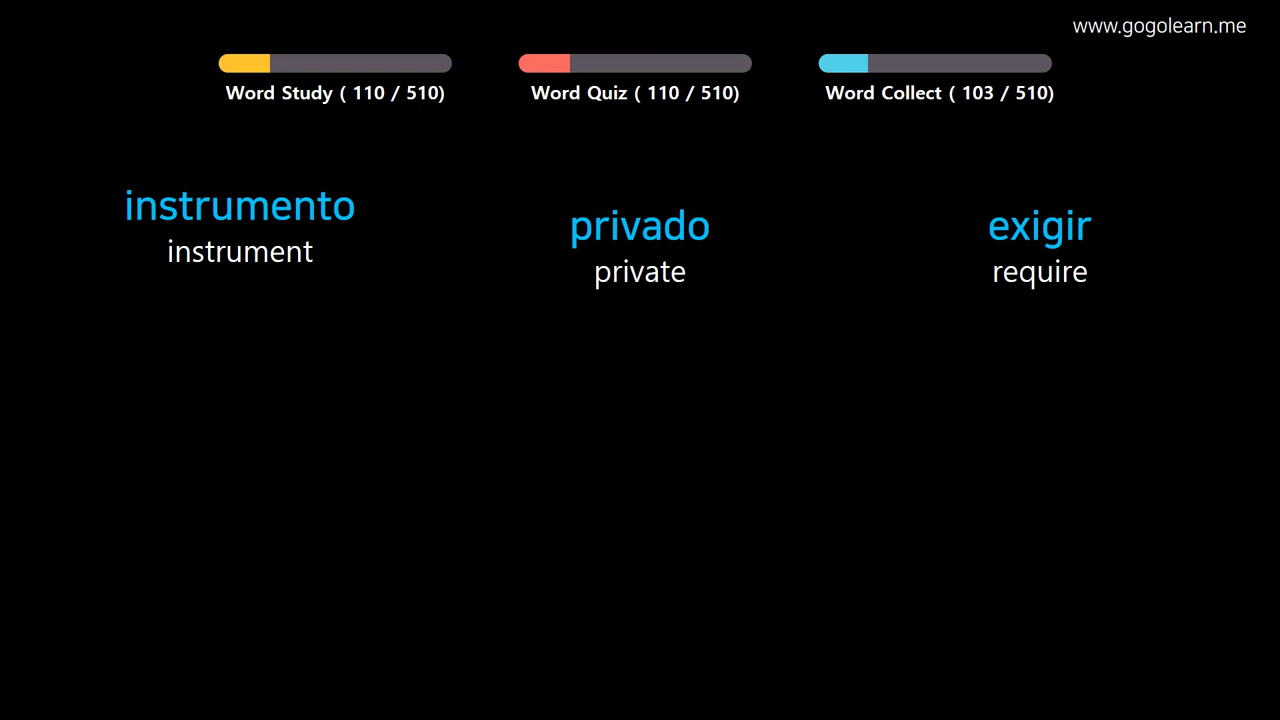 www.gogolearn.me
Word Study ( 110 / 510)
Word Quiz ( 110 / 510)
Word Collect ( 103 / 510)
instrumento
instrument
privado
private
exigir
require